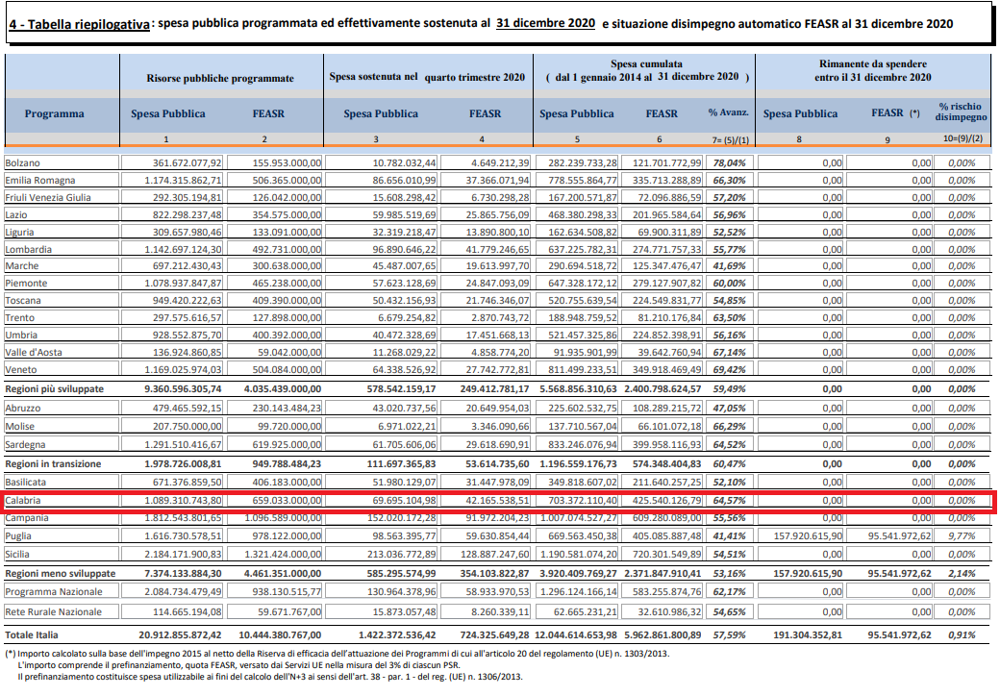 4 - Tabella riepilogativa: spesa pubblica programmata ed effettivamente sostenuta al 31 dicembre 2020 e situazione disimpegno automatico FEASR al 31 dicembre 2020
Risorse pubbliche programmate Spesa sostenuta nel quarto trimestre 2020 Spesa cumulata Rimanente da spendere
( dal 1 gennaio 2014 al 31 dicembre 2020 ) entro il 31 dicembre 2020
Programma Spesa Pubblica FEASR Spesa Pubblica FEASR Spesa Pubblica FEASR % Avanz. Spesa Pubblica FEASR (*) % rischio disimpegno
1 2 3 4 5 6 7= (5)/(1) 8 9 10=(9)/(2)
Bolzano 361.672.077,92 155.953.000,00 10.782.032,44 4.649.212,39 282.239.733,28 121.701.772,99 78,04% 0,00 0,00 0,00%
Emilia Romagna 1.174.315.862,71 506.365.000,00 86.656.010,99 37.366.071,94 778.555.864,77 335.713.288,89 66,30% 0,00 0,00 0,00%
Friuli Venezia Giulia 292.305.194,81 126.042.000,00 15.608.298,42 6.730.298,28 167.200.571,87 72.096.886,59 57,20% 0,00 0,00 0,00%
Lazio 822.298.237,48 354.575.000,00 59.985.519,69 25.865.756,09 468.380.298,33 201.965.584,64 56,96% 0,00 0,00 0,00%
Liguria 309.657.980,46 133.091.000,00 32.319.218,47 13.890.800,10 162.634.508,82 69.900.311,89 52,52% 0,00 0,00 0,00%
Lombardia 1.142.697.124,30 492.731.000,00 96.890.646,22 41.779.246,65 637.225.782,31 274.771.757,33 55,77% 0,00 0,00 0,00%
Marche 697.212.430,43 300.638.000,00 45.487.007,65 19.613.997,70 290.694.518,72 125.347.476,47 41,69% 0,00 0,00 0,00%
Piemonte 1.078.937.847,87 465.238.000,00 57.623.128,69 24.847.093,09 647.328.172,12 279.127.907,82 60,00% 0,00 0,00 0,00%
Toscana 949.420.222,63 409.390.000,00 50.432.156,93 21.746.346,07 520.755.639,54 224.549.831,77 54,85% 0,00 0,00 0,00%
Trento 297.575.616,57 127.898.000,00 6.679.254,82 2.870.743,72 188.948.759,52 81.210.176,84 63,50% 0,00 0,00 0,00%
Umbria 928.552.875,70 400.392.000,00 40.472.328,69 17.451.668,13 521.457.325,86 224.852.398,91 56,16% 0,00 0,00 0,00%
Valle d'Aosta 136.924.860,85 59.042.000,00 11.268.029,22 4.858.774,20 91.935.901,99 39.642.760,94 67,14% 0,00 0,00 0,00%
Veneto 1.169.025.974,03 504.084.000,00 64.338.526,92 27.742.772,81 811.499.233,51 349.918.469,49 69,42% 0,00 0,00 0,00%
Regioni più sviluppate 9.360.596.305,74 4.035.439.000,00 578.542.159,17 249.412.781,17 5.568.856.310,63 2.400.798.624,57 59,49% 0,00 0,00 0,00%
Abruzzo 479.465.592,15 230.143.484,23 43.020.737,56 20.649.954,03 225.602.532,75 108.289.215,72 47,05% 0,00 0,00 0,00%
Molise 207.750.000,00 99.720.000,00 6.971.022,21 3.346.090,66 137.710.567,04 66.101.072,18 66,29% 0,00 0,00 0,00%
Sardegna 1.291.510.416,67 619.925.000,00 61.705.606,06 29.618.690,91 833.246.076,94 399.958.116,93 64,52% 0,00 0,00 0,00%
Regioni in transizione 1.978.726.008,81 949.788.484,23 111.697.365,83 53.614.735,60 1.196.559.176,73 574.348.404,83 60,47% 0,00 0,00 0,00%
Basilicata 671.376.859,50 406.183.000,00 51.980.129,07 31.447.978,09 349.818.607,02 211.640.257,25 52,10% 0,00 0,00 0,00%
Calabria 1.089.310.743,80 659.033.000,00 69.695.104,98 42.165.538,51 703.372.110,40 425.540.126,79 64,57% 0,00 0,00 0,00%
Campania 1.812.543.801,65 1.096.589.000,00 152.020.172,28 91.972.204,23 1.007.074.527,27 609.280.089,00 55,56% 0,00 0,00 0,00%
Puglia 1.616.730.578,51 978.122.000,00 98.563.395,77 59.630.854,44 669.563.450,38 405.085.887,48 41,41% 157.920.615,90 95.541.972,62 9,77%
Sicilia 2.184.171.900,83 1.321.424.000,00 213.036.772,89 128.887.247,60 1.190.581.074,20 720.301.549,89 54,51% 0,00 0,00 0,00%
Regioni meno sviluppate 7.374.133.884,30 4.461.351.000,00 585.295.574,99 354.103.822,87 3.920.409.769,27 2.371.847.910,41 53,16% 157.920.615,90 95.541.972,62 2,14%
Programma Nazionale 2.084.734.479,49 938.130.515,77 130.964.378,96 58.933.970,53 1.296.124.166,14 583.255.874,76 62,17% 0,00 0,00 0,00%
Rete Rurale Nazionale 114.665.194,08 59.671.767,00 15.873.057,48 8.260.339,11 62.665.231,21 32.610.986,32 54,65% 0,00 0,00 0,00%
Totale Italia 20.912.855.872,42 10.444.380.767,00 1.422.372.536,42 724.325.649,28 12.044.614.653,98 5.962.861.800,89 57,59% 191.304.352,81 95.541.972,62 0,91%
(*) Importo calcolato sulla base dell'impegno 2015 al netto della Riserva di efficacia dell'attuazione dei Programmi di cui all'articolo 20 del regolamento (UE) n. 1303/2013.
L'importo comprende il prefinanziamento, quota FEASR, versato dai Servizi UE nella misura del 3% di ciascun PSR.
Il prefinanziamento costituisce spesa utilizzabile ai fini del calcolo dell'N+3 ai sensi dell'art. 38 - par. 1 - del reg. (UE) n. 1306/2013.